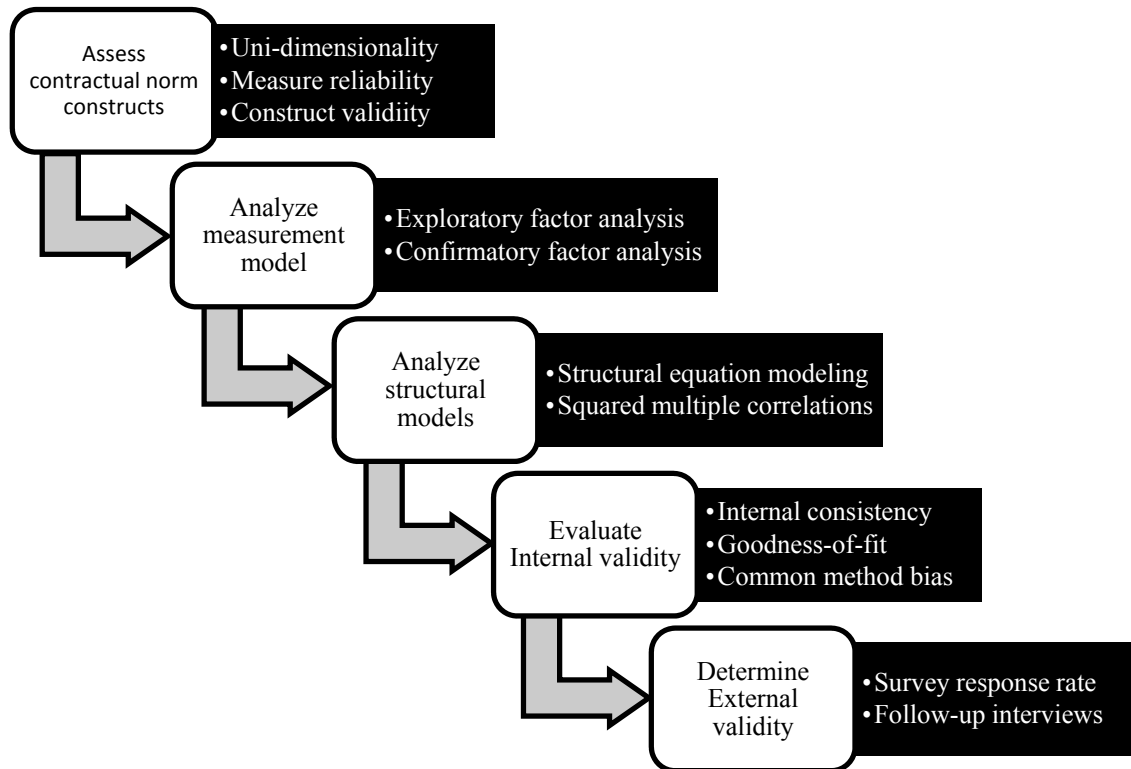 Assess
contractual norm
constructs
•Uni-dimensionality
•Measure reliability
•Construct validiity
Analyze
measurement
model
•Exploratory factor analysis
•Confirmatory factor analysis
Analyze
structural
models
•Structural equation modeling
•Squared multiple correlations
Evaluate
Internal validity
•Internal consistency
•Goodness-of-fit
•Common method bias
Determine
External
validity
•Survey response rate
•Follow-up interviews